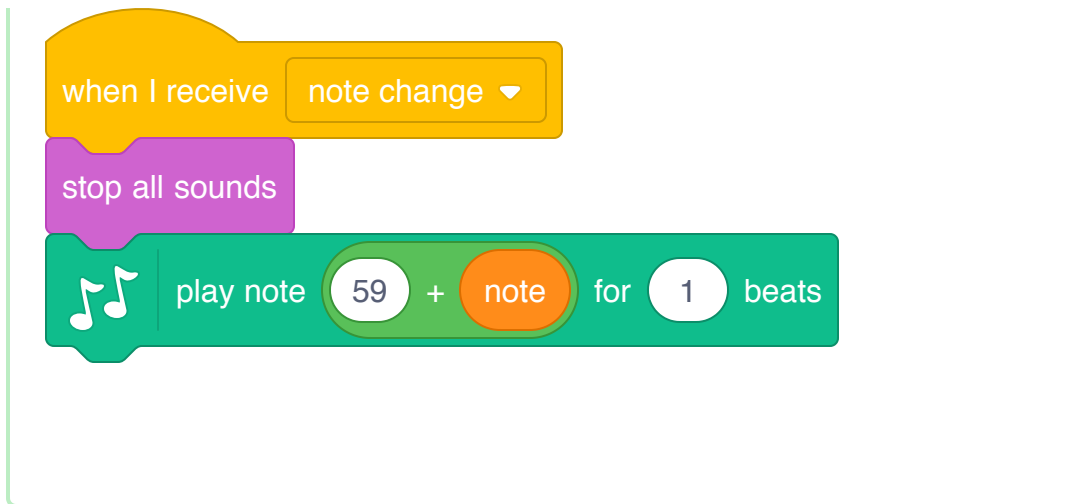 when I receive note change
stop all sounds
play note 59 + note for 1 beats